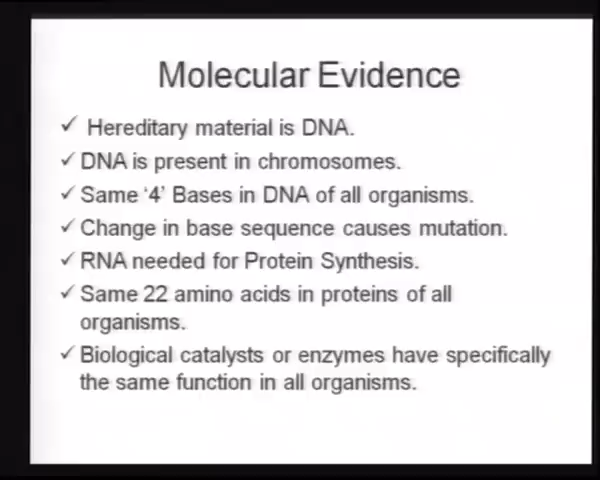 Molecular Evidence
✓ Hereditary material is DNA.
✓ DNA is present in chromosomes.
✓ Same ‘4’ Bases in DNA of all organisms.
✓ Change in base sequence causes mutation.
✓ RNA needed for Protein Synthesis.
✓ Same 22 amino acids in proteins of all
organisms.
✓ Biological catalysts or enzymes have specifically
the same function in all organisms.